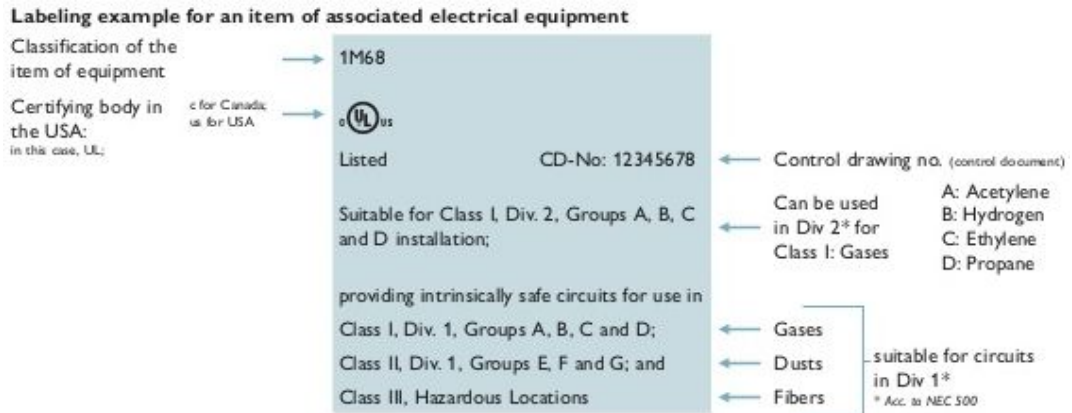 Labeling example for an item of associated electrical equipment
Classification of the
item of equipment
1M68
Certifying body in
the USA:
in this case, UL;
c for Canada;
us for USA
c UL us
Listed
CD-No: 12345678
Control drawing no. (control document)
Suitable for Class I, Div. 2, Groups A, B, C
and D installation;
Can be used
in Div 2* for
Class I: Gases
A: Acetylene
B: Hydrogen
C: Ethylene
D: Propane
providing intrinsically safe circuits for use in
Class I, Div. 1, Groups A, B, C and D;
Gases
Class II, Div. 1, Groups E, F and G; and
Dusts
Class III, Hazardous Locations
Fibers
suitable for circuits
in Div 1*
* Acc. to NEC 500